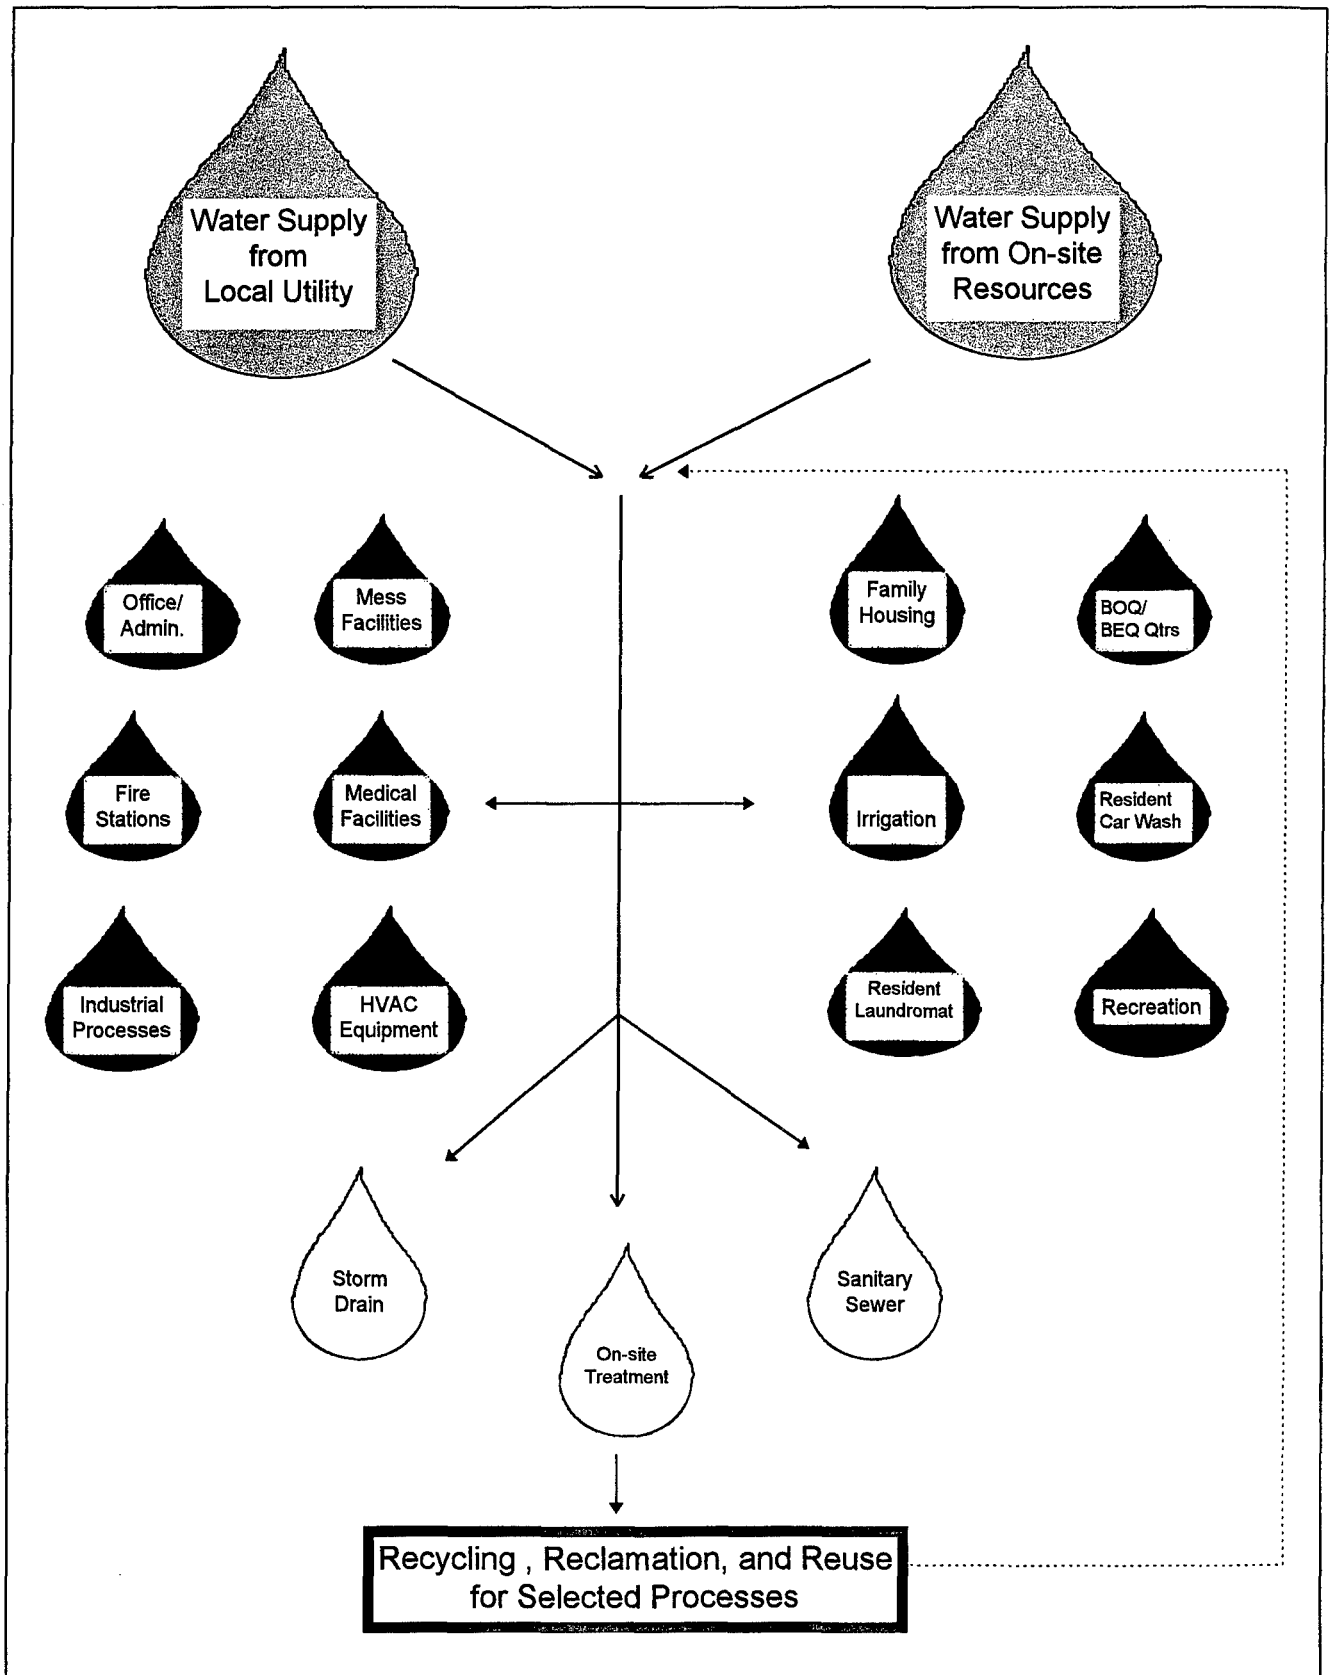 Water Supply
from
Local Utility
Water Supply
from On-site
Resources
Office/
Admin.
Mess
Facilities
Family
Housing
BOQ/
BEQ Qtrs
Fire
Stations
Medical
Facilities
Irrigation
Resident
Car Wash
Industrial
Processes
HVAC
Equipment
Resident
Laundromat
Recreation
Storm
Drain
On-site
Treatment
Sanitary
Sewer
Recycling , Reclamation, and Reuse
for Selected Processes